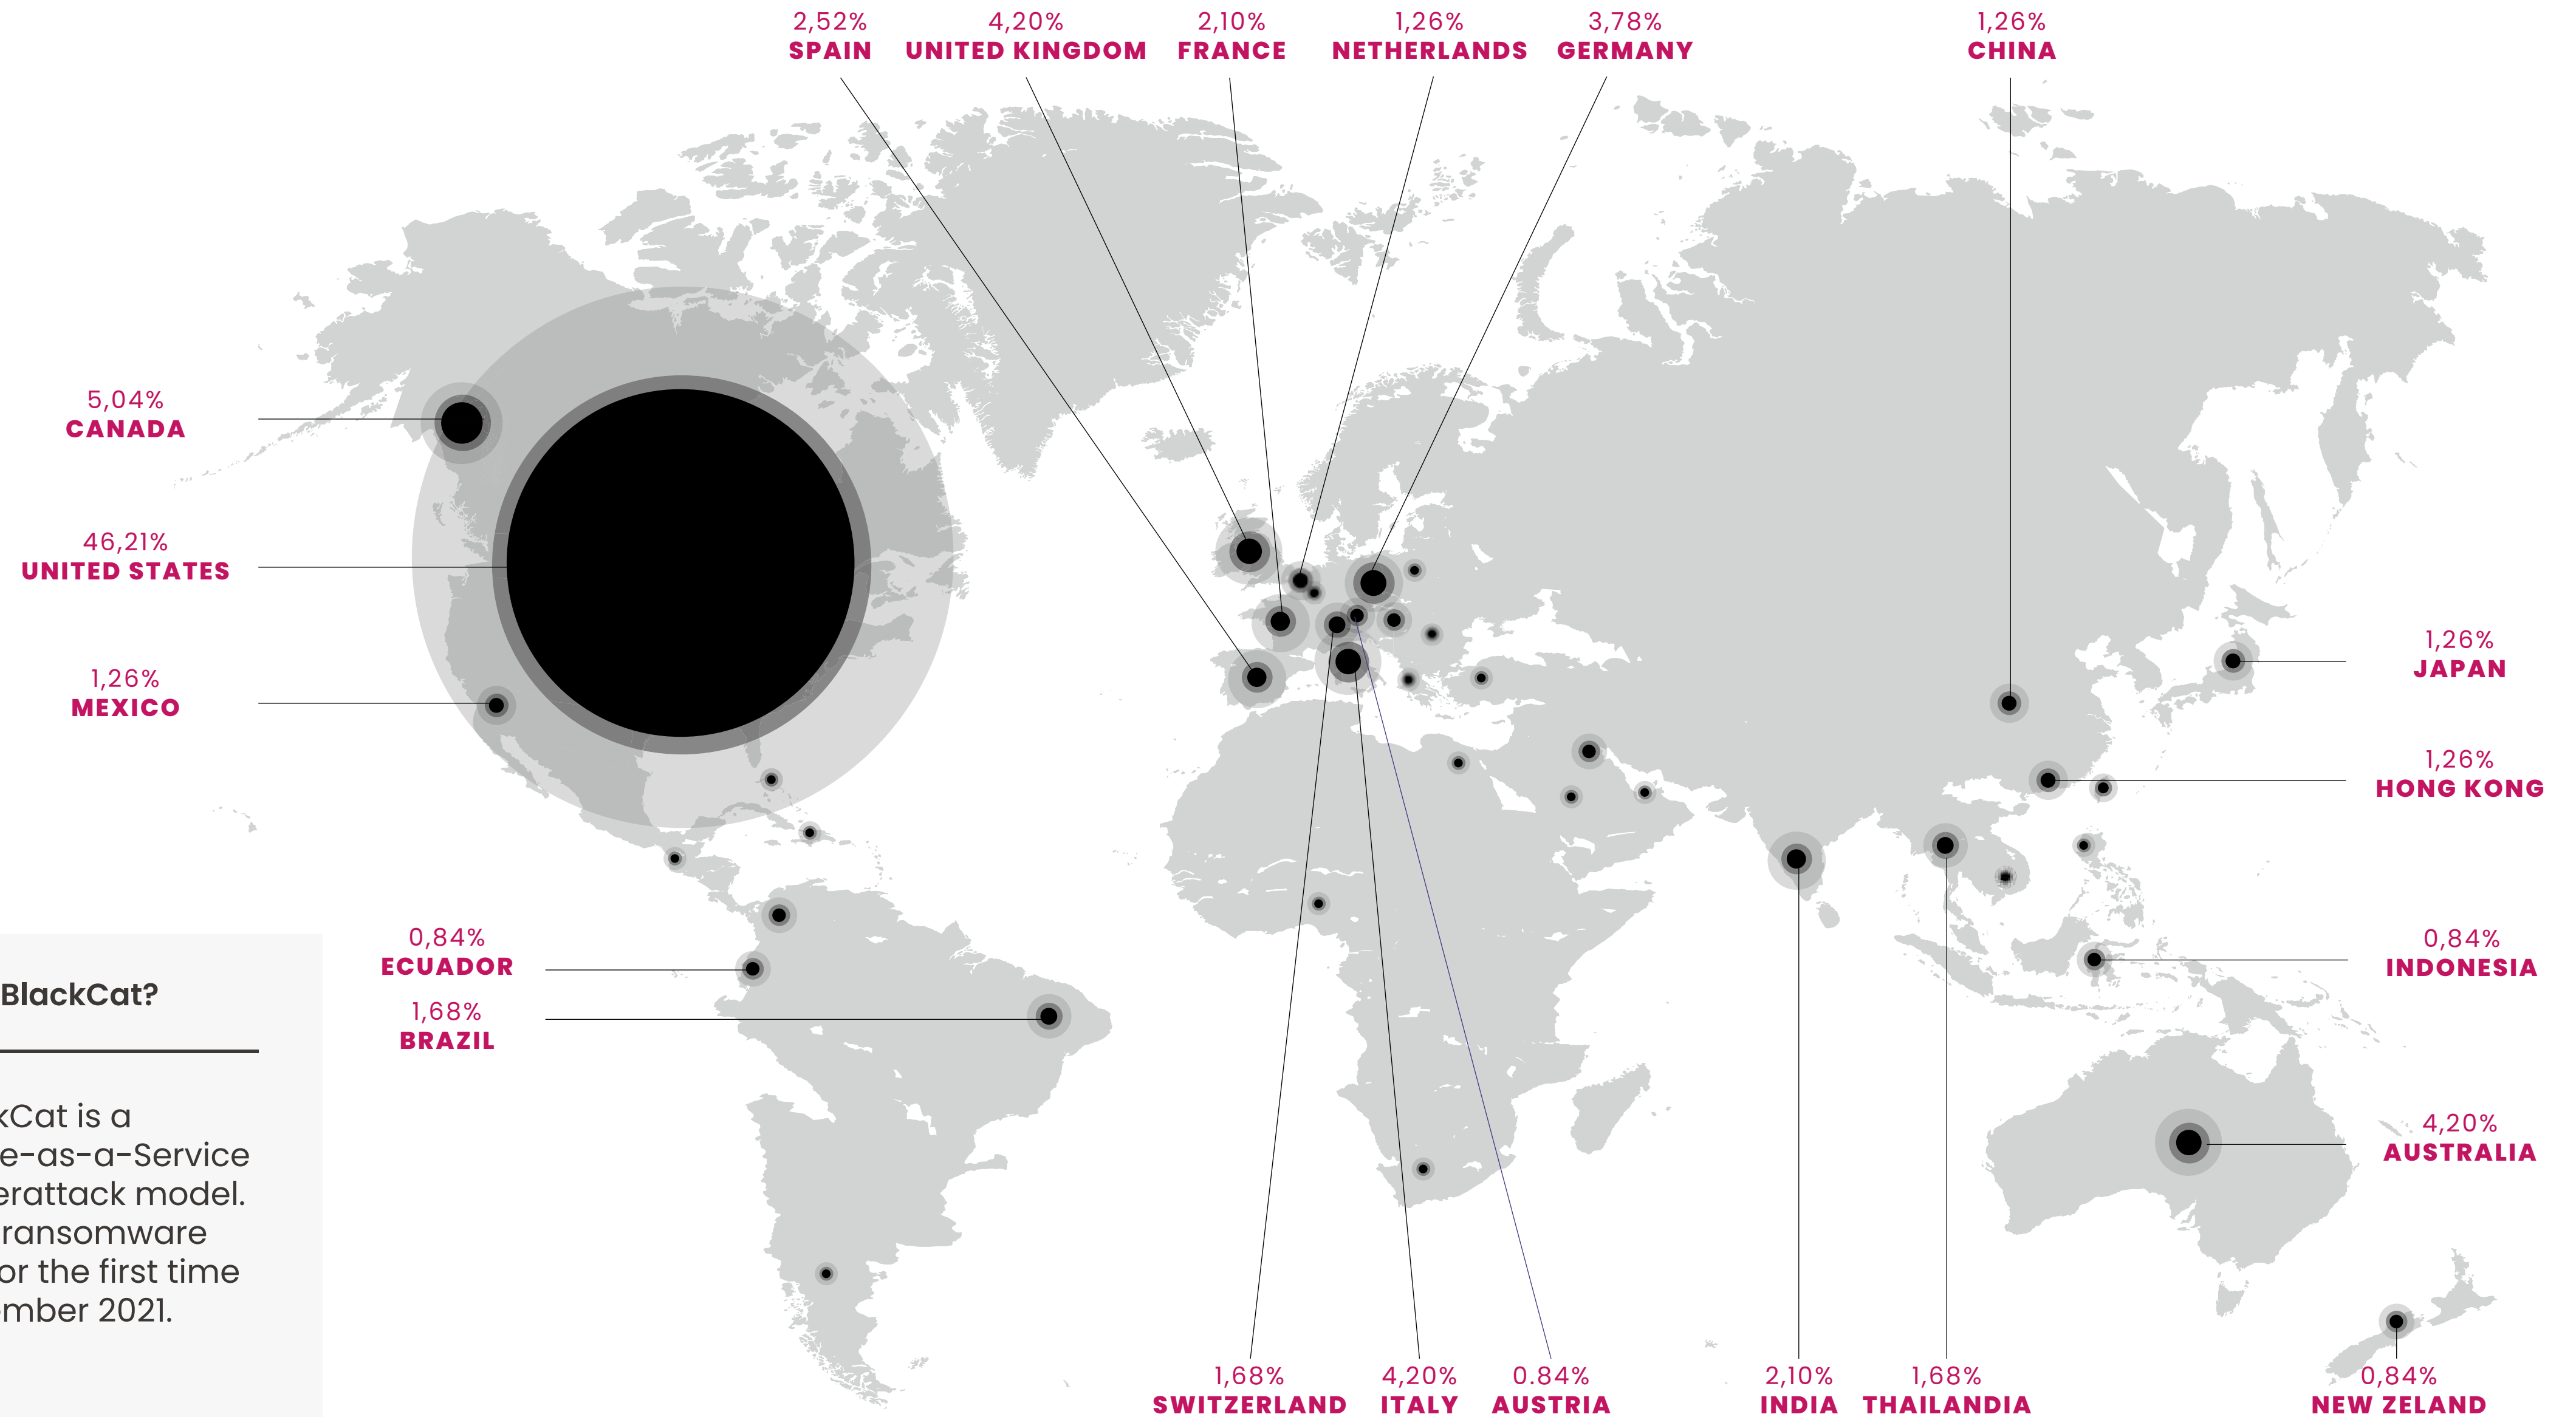 2,52%
SPAIN
4,20%
UNITED KINGDOM
2,10%
FRANCE
1,26%
NETHERLANDS
3,78%
GERMANY
1,26%
CHINA
5,04%
CANADA
46,21%
UNITED STATES
1,26%
MEXICO
1,26%
JAPAN
1,26%
HONG KONG
0,84%
ECUADOR
1,68%
BRAZIL
0,84%
INDONESIA
4,20%
AUSTRALIA
BlackCat?
kCat is a
e-as-a-Service
erattack model.
ransomware
or the first time
mber 2021.
1,68%
SWITZERLAND
4,20%
ITALY
0.84%
AUSTRIA
2,10%
INDIA
1,68%
THAILANDIA
0,84%
NEW ZELAND